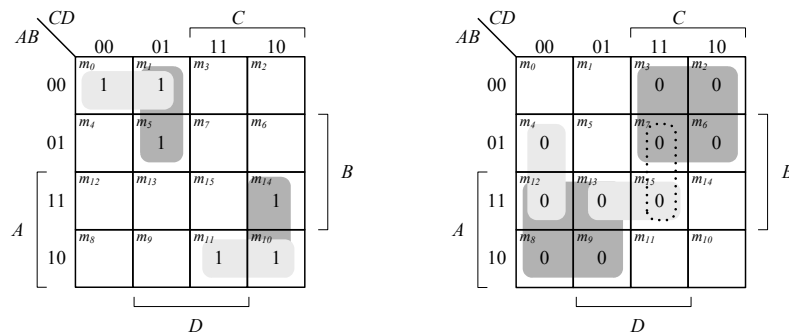 CD C CD C
AB 00 01 11 10 AB 00 01 11 10
m0 m1 m3 m2 m0 m1 m3 m2
00 1 1 00 0 0
m4 m5 m7 m6 m4 m5 m7 m6
01 1 01 0 0 0
B B
m12 m13 m15 m14 m12 m13 m15 m14
11 1 11 0 0 0
A A
m8 m9 m11 m10 m8 m9 m11 m10
10 1 1 10 0 0
D D